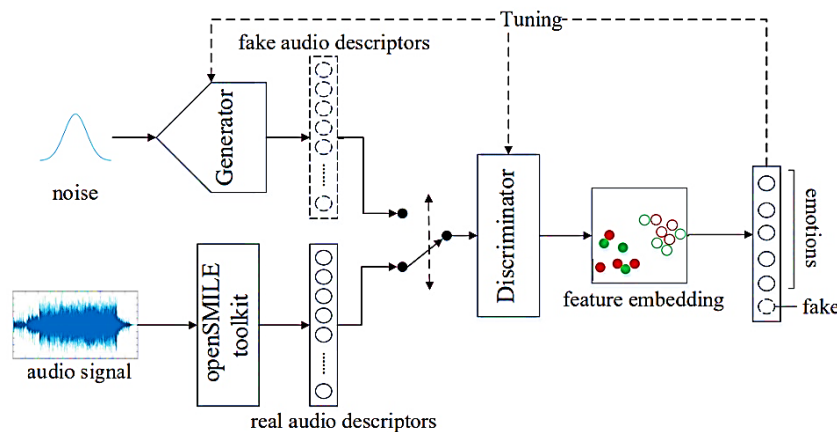 Tuning
fake audio descriptors
Generator
noise
Discriminator
emotions
feature embedding
fake
openSMILE
toolkit
audio signal
real audio descriptors